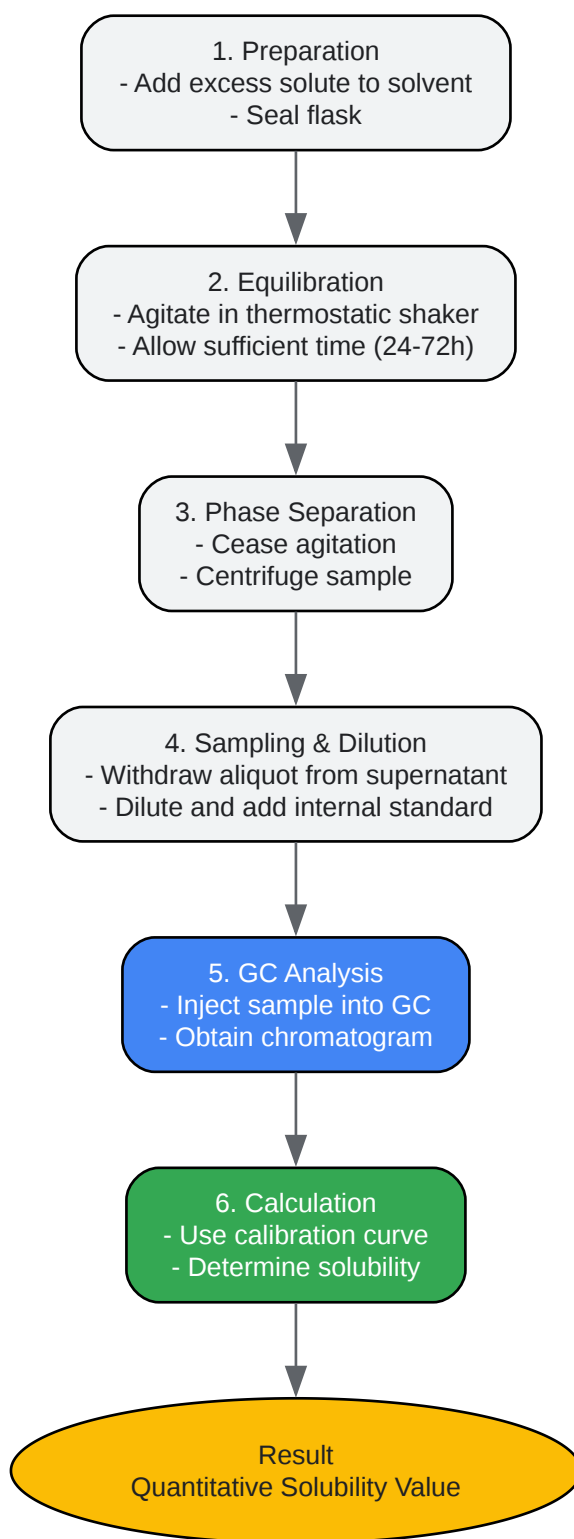 1. Preparation
- Add excess solute to solvent
- Seal flask
2. Equilibration
- Agitate in thermostatic shaker
- Allow sufficient time (24-72h)
3. Phase Separation
- Cease agitation
- Centrifuge sample
4. Sampling & Dilution
- Withdraw aliquot from supernatant
- Dilute and add internal standard
5. GC Analysis
- Inject sample into GC
- Obtain chromatogram
6. Calculation
- Use calibration curve
- Determine solubility
Result
Quantitative Solubility Value